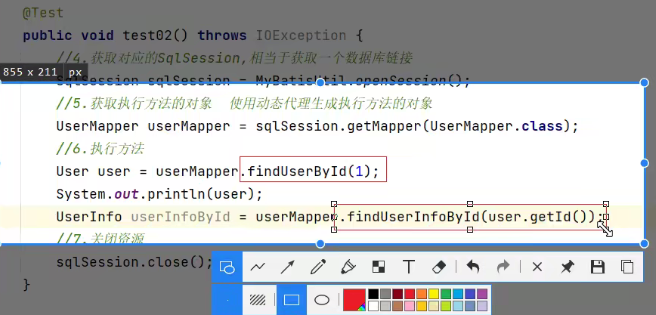 @Test
public void test02() throws IOException {
//4.获取对应的SqlSession,相当于获取一个数据库链接
855 x 211 px
SqlSession sqlSession = MyBatisUtil.openSession();
//5.获取执行方法的对象 使用动态代理生成执行方法的对象
UserMapper userMapper = sqlSession.getMapper(UserMapper.class);
//6.执行方法
User user = userMapper.findUserById(1);
System.out.println(user);
UserInfo userInfoById = userMapper.findUserInfoById(user.getId());
//7.关闭资源
sqlSession.close();
}